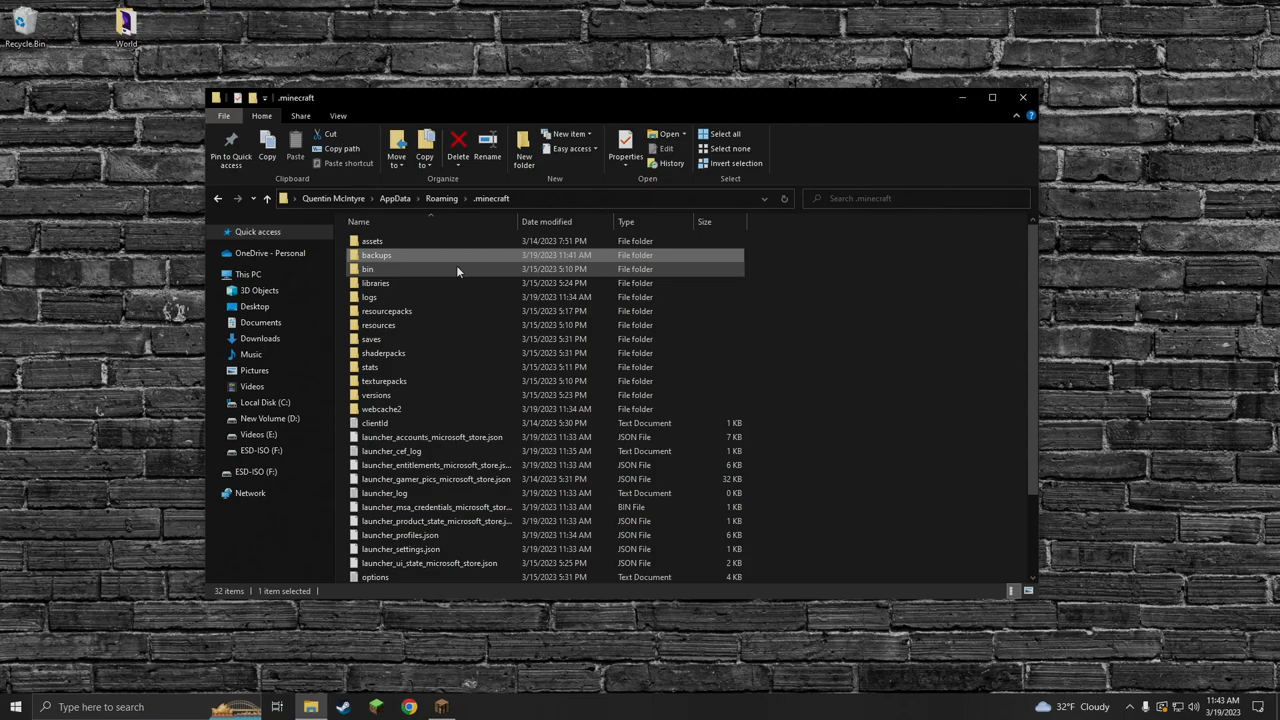 Recycle Bin
World
.minecraft
File Home Share View
Pin to Quick access
Copy
Paste
Cut
Copy path
Paste shortcut
Clipboard
Move to
Copy to
Delete
Rename
Organize
New folder
New item
Easy access
New
Properties
Open
Edit
History
Open
Select all
Select none
Invert selection
Select
Quentin McIntyre > AppData > Roaming > .minecraft
Search .minecraft
Quick access
OneDrive - Personal
This PC
3D Objects
Desktop
Documents
Downloads
Music
Pictures
Videos
Local Disk (C:)
New Volume (D:)
Videos (E:)
ESD-ISO (F:)
ESD-ISO (F:)
Network
Name Date modified Type Size
assets 3/14/2023 7:51 PM File folder
backups 3/19/2023 11:41 AM File folder
bin 3/15/2023 5:10 PM File folder
libraries 3/15/2023 5:24 PM File folder
logs 3/19/2023 11:34 AM File folder
resourcepacks 3/15/2023 5:17 PM File folder
resources 3/15/2023 5:10 PM File folder
saves 3/15/2023 5:31 PM File folder
shaderpacks 3/15/2023 5:31 PM File folder
stats 3/15/2023 5:11 PM File folder
texturepacks 3/15/2023 5:10 PM File folder
versions 3/15/2023 5:23 PM File folder
webcache2 3/19/2023 11:34 AM File folder
clientId 3/14/2023 5:30 PM Text Document 1 KB
launcher_accounts_microsoft_store.json 3/19/2023 11:33 AM JSON File 7 KB
launcher_cef_log 3/19/2023 11:35 AM Text Document 1 KB
launcher_entitlements_microsoft_store.js... 3/19/2023 11:33 AM JSON File 6 KB
launcher_gamer_pics_microsoft_store.json 3/14/2023 5:31 PM JSON File 32 KB
launcher_log 3/19/2023 11:33 AM Text Document 0 KB
launcher_msa_credentials_microsoft_stor... 3/19/2023 11:33 AM BIN File 1 KB
launcher_product_state_microsoft_store.j... 3/19/2023 11:33 AM JSON File 1 KB
launcher_profiles.json 3/19/2023 11:34 AM JSON File 6 KB
launcher_settings.json 3/19/2023 11:33 AM JSON File 1 KB
launcher_ui_state_microsoft_store.json 3/15/2023 5:25 PM JSON File 2 KB
options 3/15/2023 5:31 PM Text Document 4 KB
32 items 1 item selected
Type here to search
32°F Cloudy
11:43 AM
3/19/2023